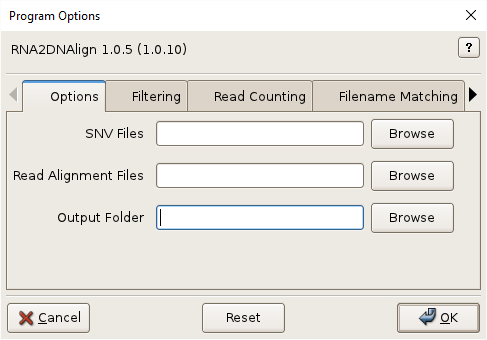 Program Options
RNA2DNAlign 1.0.5 (1.0.10)
?
Options Filtering Read Counting Filename Matching
SNV Files Browse
Read Alignment Files Browse
Output Folder Browse
Cancel Reset OK